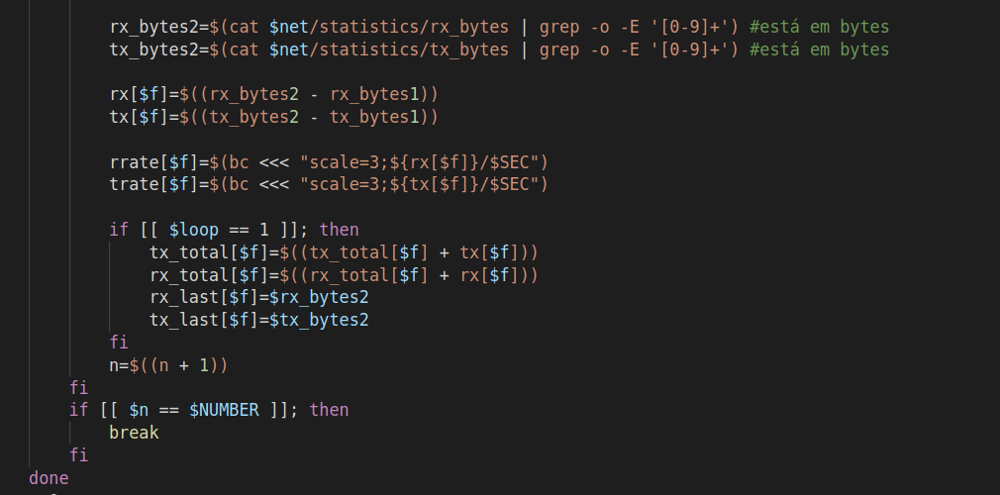 rx_bytes2=$(cat $net/statistics/rx_bytes | grep -o -E '[0-9]+') #está em bytes
tx_bytes2=$(cat $net/statistics/tx_bytes | grep -o -E '[0-9]+') #está em bytes
rx[$f]=$((rx_bytes2 - rx_bytes1))
tx[$f]=$((tx_bytes2 - tx_bytes1))
rrate[$f]=$(bc <<< "scale=3;${rx[$f]}/$SEC")
trate[$f]=$(bc <<< "scale=3;${tx[$f]}/$SEC")
if [[ $loop == 1 ]]; then
tx_total[$f]=$((tx_total[$f] + tx[$f]))
rx_total[$f]=$((rx_total[$f] + rx[$f]))
rx_last[$f]=$rx_bytes2
tx_last[$f]=$tx_bytes2
fi
n=$((n + 1))
fi
if [[ $n == $NUMBER ]]; then
break
fi
done